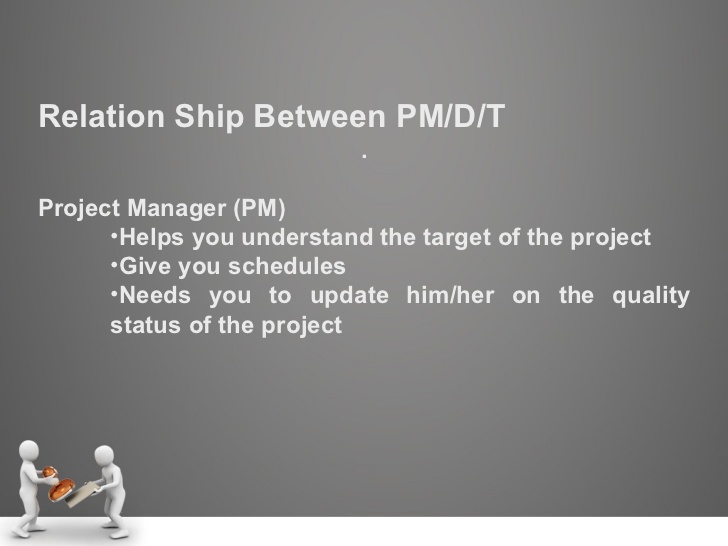 Relation Ship Between PM/D/T
.
Project Manager (PM)
•Helps you understand the target of the project
•Give you schedules
•Needs you to update him/her on the quality
status of the project